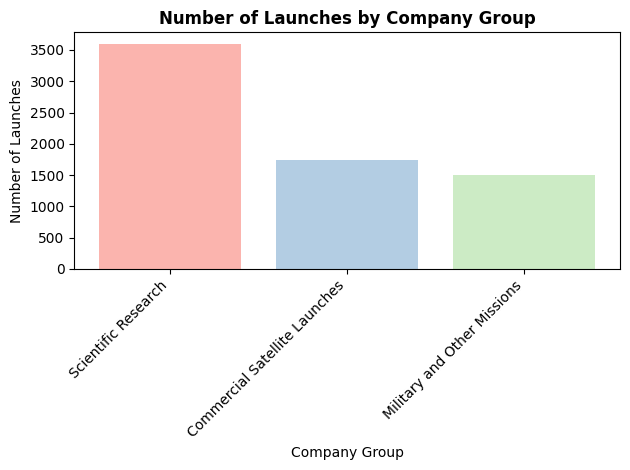 Number of Launches by Company Group
Number of Launches
3500
3000
2500
2000
1500
1000
500
0
Scientific Research
Commercial Satellite Launches
Military and Other Missions
Company Group